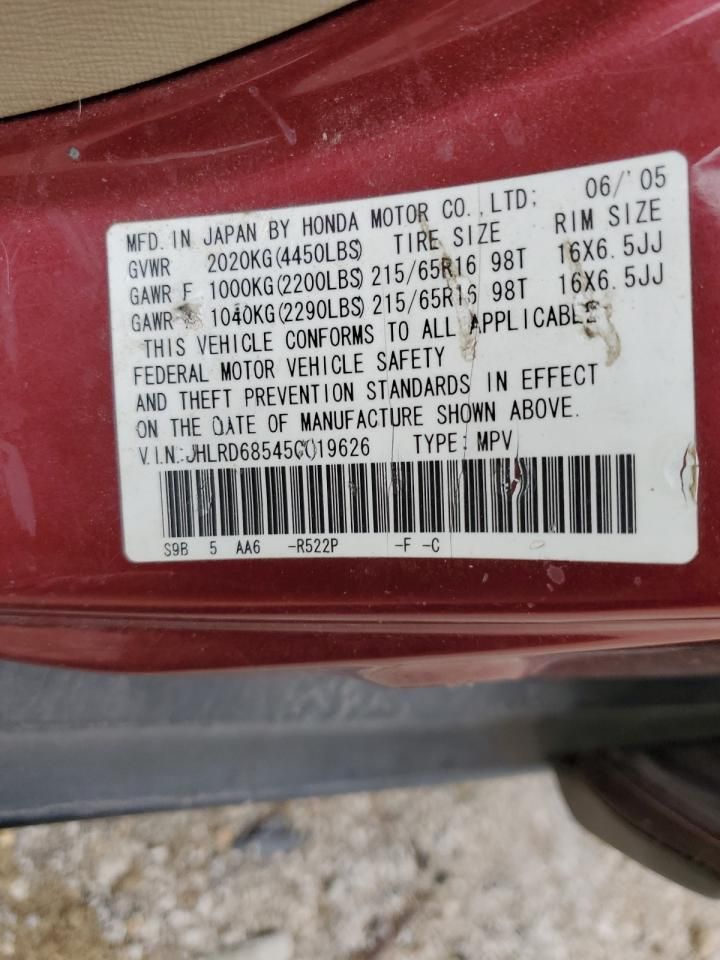 MFD. IN JAPAN BY HONDA MOTOR CO., LTD; 06/'05
GVWR 2020KG(4450LBS) TIRE SIZE RIM SIZE
GAWR F 1000KG(2200LBS) 215/65R16 98T 16X6.5JJ
GAWR 1040KG(2290LBS) 215/65R16 98T 16X6.5JJ
THIS VEHICLE CONFORMS TO ALL APPLICABLE
FEDERAL MOTOR VEHICLE SAFETY
AND THEFT PREVENTION STANDARDS IN EFFECT
ON THE DATE OF MANUFACTURE SHOWN ABOVE.
V.I.N.:JHLRD68545C019626 TYPE: MPV
S9B 5 AA6 -R522P -F -C